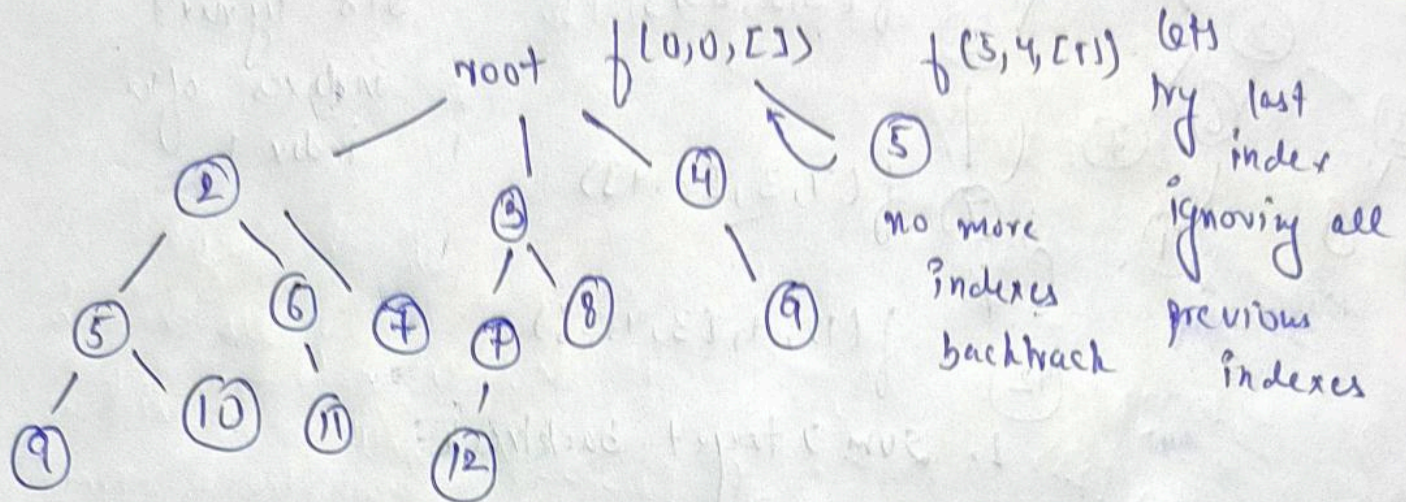 root f(0,0,[]) f(5,4,[5]) lets
try last
index
2 3 4 5
no more ignoring all
5 6 7 7 8 9 indexes previous
backtrack indexes
9 10 11 12